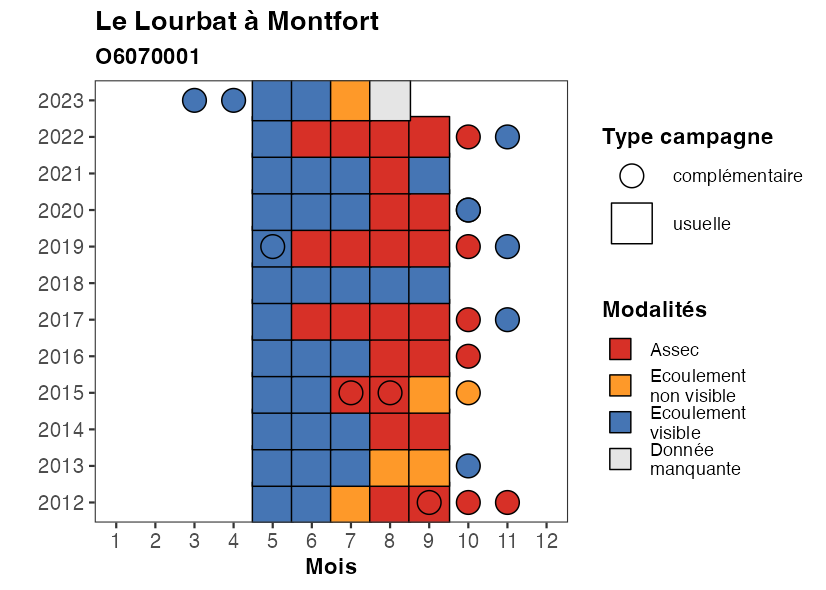 Le Lourbat à Montfort
O6070001
2023
2022
2021
2020
2019
2018
2017
2016
2015
2014
2013
2012
1 2 3 4 5 6 7 8 9 10 11 12
Mois
Type campagne
complémentaire
usuelle
Modalités
Assec
Ecoulement
non visible
Ecoulement
visible
Donnée
manquante